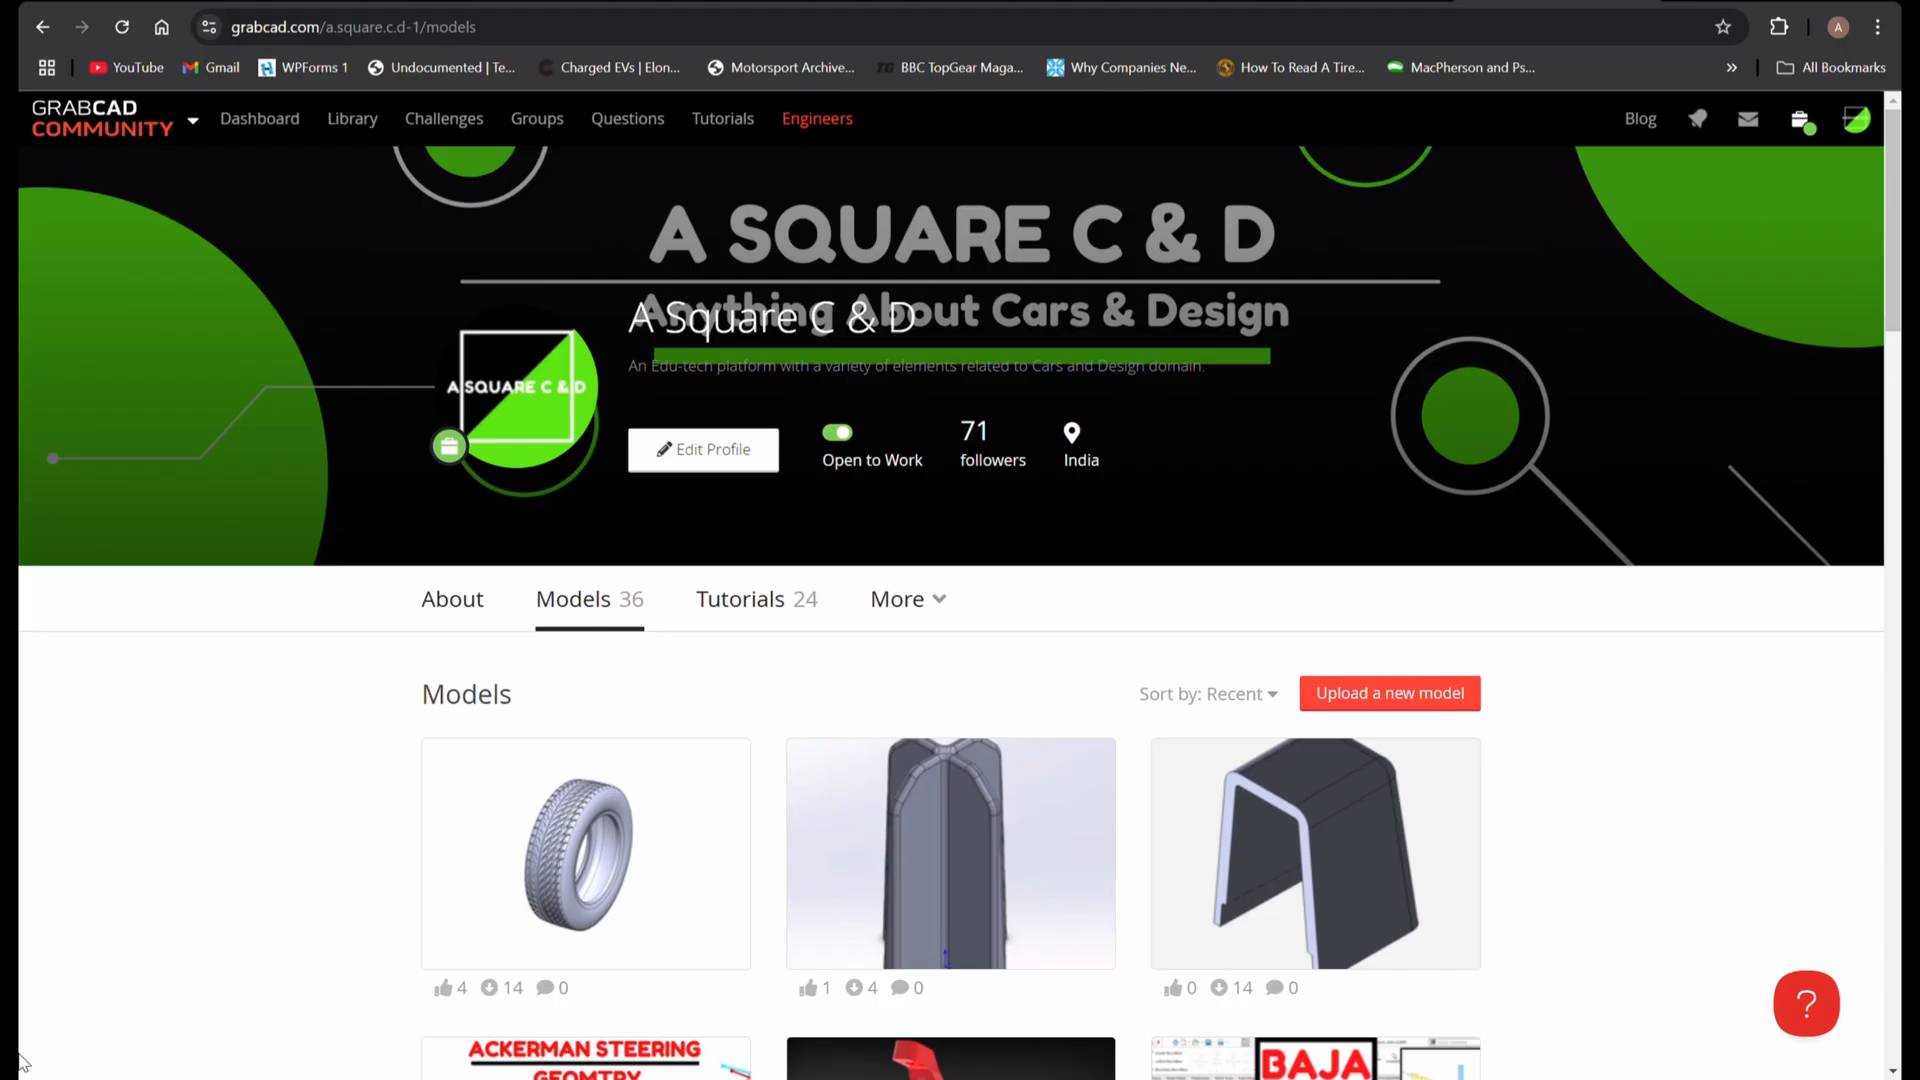 grabcad.com/a.square.c.d-1/models
A
YouTube Gmail WPForms 1 Undocumented | Te... Charged EVs | Elon... Motorsport Archive... TG BBC TopGear Maga... Why Companies Ne... How To Read A Tire... MacPherson and Ps... » All Bookmarks
GRABCAD
COMMUNITY
Dashboard Library Challenges Groups Questions Tutorials Engineers Blog
A SQUARE C & D
Anything About Cars & Design
A Square C & D
An Edu-tech platform with a variety of elements related to Cars and Design domain.
A SQUARE C & D
Edit Profile
Open to Work
71
followers
India
About Models 36 Tutorials 24 More
Models Sort by: Recent Upload a new model
4 14 0 1 4 0 0 14 0
?
ACKERMAN STEERING
GEOMTRY
BAJA